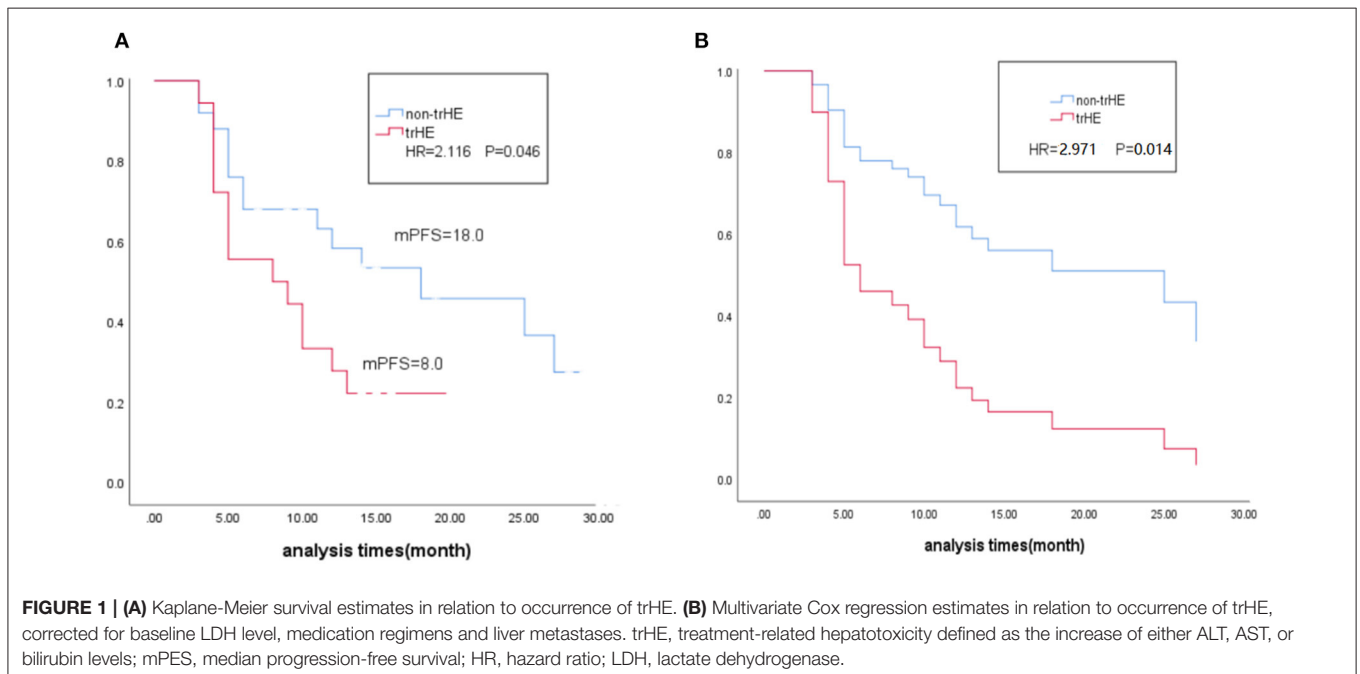 A
1.0
0.8
0.6
0.4
0.2
0.0
non-trHE
trHE
HR=2.116 P=0.046
mPFS=18.0
mPFS=8.0
.00 5.00 10.00 15.00 20.00 25.00 30.00
analysis times(month)
B
1.0
0.8
0.6
0.4
0.2
0.0
non-trHE
trHE
HR=2.971 P=0.014
.00 5.00 10.00 15.00 20.00 25.00 30.00
analysis times(month)
FIGURE 1 | (A) Kaplane-Meier survival estimates in relation to occurrence of trHE. (B) Multivariate Cox regression estimates in relation to occurrence of trHE,
corrected for baseline LDH level, medication regimens and liver metastases. trHE, treatment-related hepatotoxicity defined as the increase of either ALT, AST, or
bilirubin levels; mPES, median progression-free survival; HR, hazard ratio; LDH, lactate dehydrogenase.